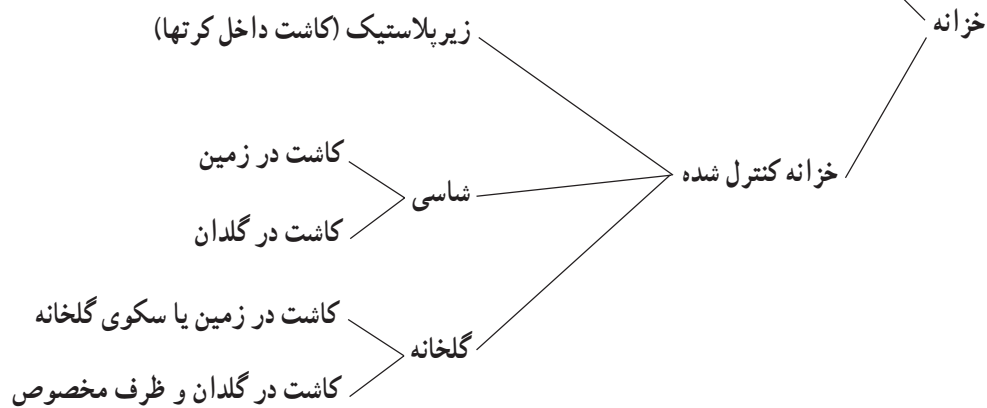 خزانه
زیرپلاستیک (کاشت داخل کرتها)
کاشت در زمین
خزانه کنترل شده
شاسی
کاشت در گلدان
کاشت در زمین یا سکوی گلخانه
گلخانه
کاشت در گلدان و ظرف مخصوص